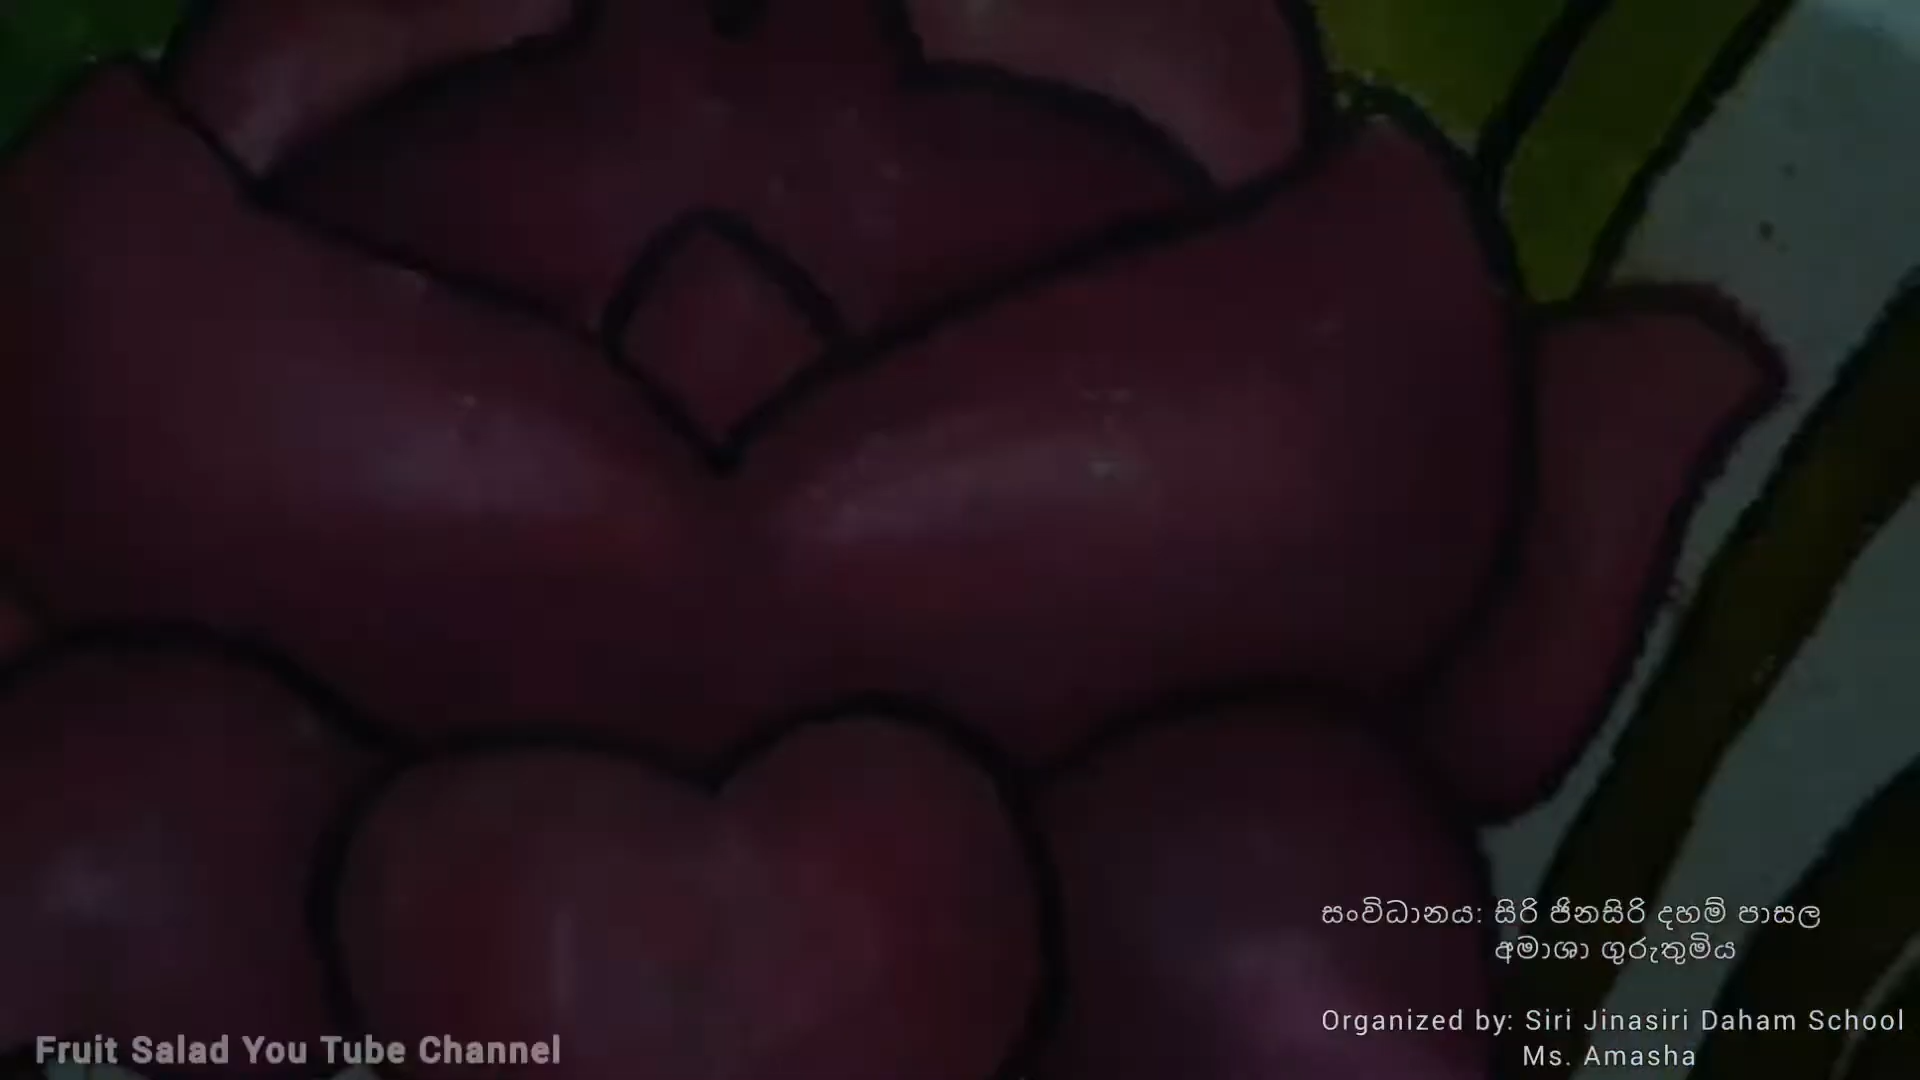 සංවිධානය: සිරි ජිනසිරි දහම් පාසල
අමාශා ගුරුතුමිය
Organized by: Siri Jinasiri Daham School
Ms. Amasha
Fruit Salad You Tube Channel